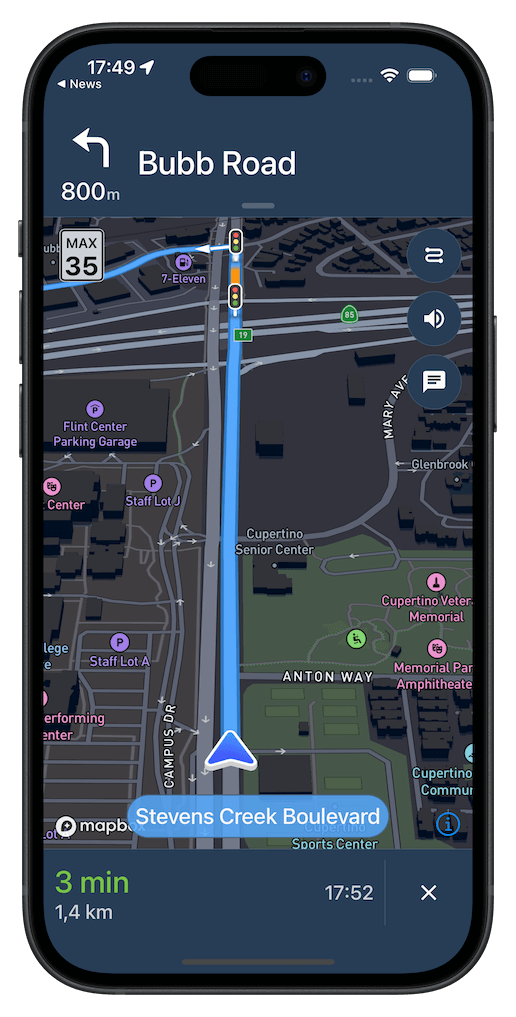 17:49
◀ News
Bubb Road
800m
MAX
35
7-Eleven
85
19
MARY AVE
Flint Center
Parking Garage
Glenbrook
Center
Staff Lot J
Cupertino
Senior Center
Cupertino Veter
Memorial
llege
Staff Lot A
Memorial Par
Amphitheate
ANTON WAY
erforming
enter
CAMPUS DR
Cupertino
Commun
Stevens Creek Boulevard
mapbox
Cupertino
Sports Center
3 min
1,4 km
17:52